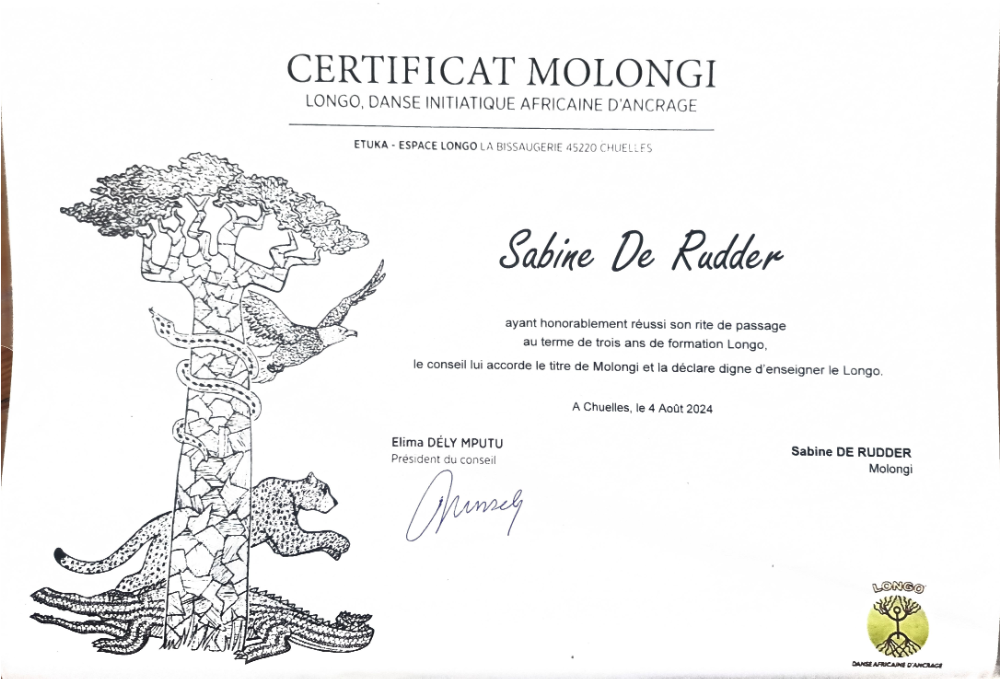 CERTIFICAT MOLONGI
LONGO, DANSE INITIATIQUE AFRICAINE D'ANCRAGE
ETUKA - ESPACE LONGO LA BISSAUGERIE 45220 CHUELLES
Sabine De Rudder
ayant honorablement réussi son rite de passage
au terme de trois ans de formation Longo,
le conseil lui accorde le titre de Molongi et la déclare digne d'enseigner le Longo.
A Chuelles, le 4 Août 2024
Elima DÉLY MPUTU
Président du conseil
Sabine DE RUDDER
Molongi
LONGO
DANSE AFRICAINE D'ANCRAGE